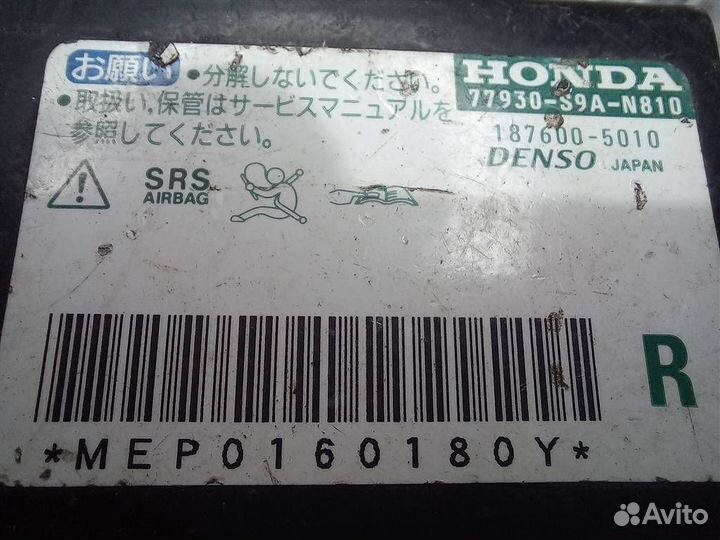 お願い ●分解しないでください。
●取扱い、保管はサービスマニュアルを
参照してください。
HONDA
77930-S9A-N810
187600-5010
DENSO JAPAN
SRS
AIRBAG
R
*MEP0160180Y*
Avito